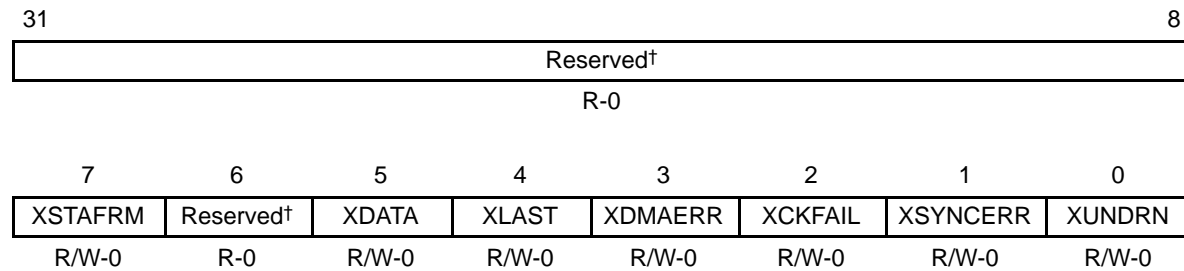 31 8
Reserved†
R-0
7 6 5 4 3 2 1 0
XSTAFRM Reserved† XDATA XLAST XDMAERR XCKFAIL XSYNCERR XUNDRN
R/W-0 R-0 R/W-0 R/W-0 R/W-0 R/W-0 R/W-0 R/W-0